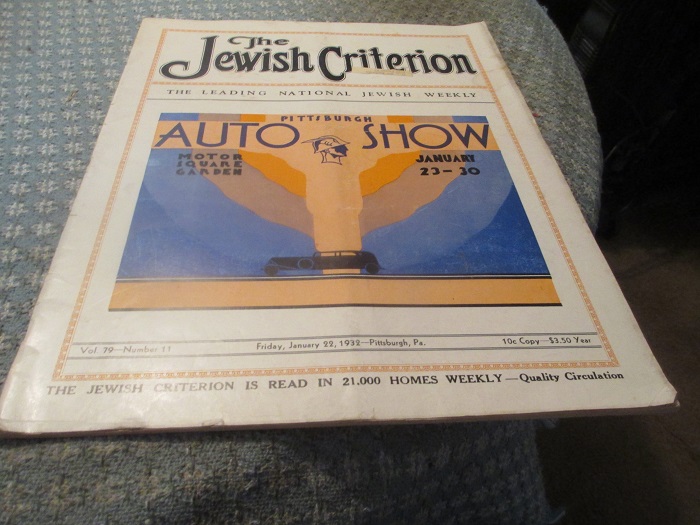 The
Jewish Criterion
THE LEADING NATIONAL JEWISH WEEKLY
PITTSBURGH
AUTO SHOW
MOTOR
SQUARE
GARDEN
JANUARY
23-30
Vol. 79—Number 11
Friday, January 22, 1932—Pittsburgh, Pa.
10c Copy—$3.50 Year
THE JEWISH CRITERION IS READ IN 21.000 HOMES WEEKLY—Quality Circulation